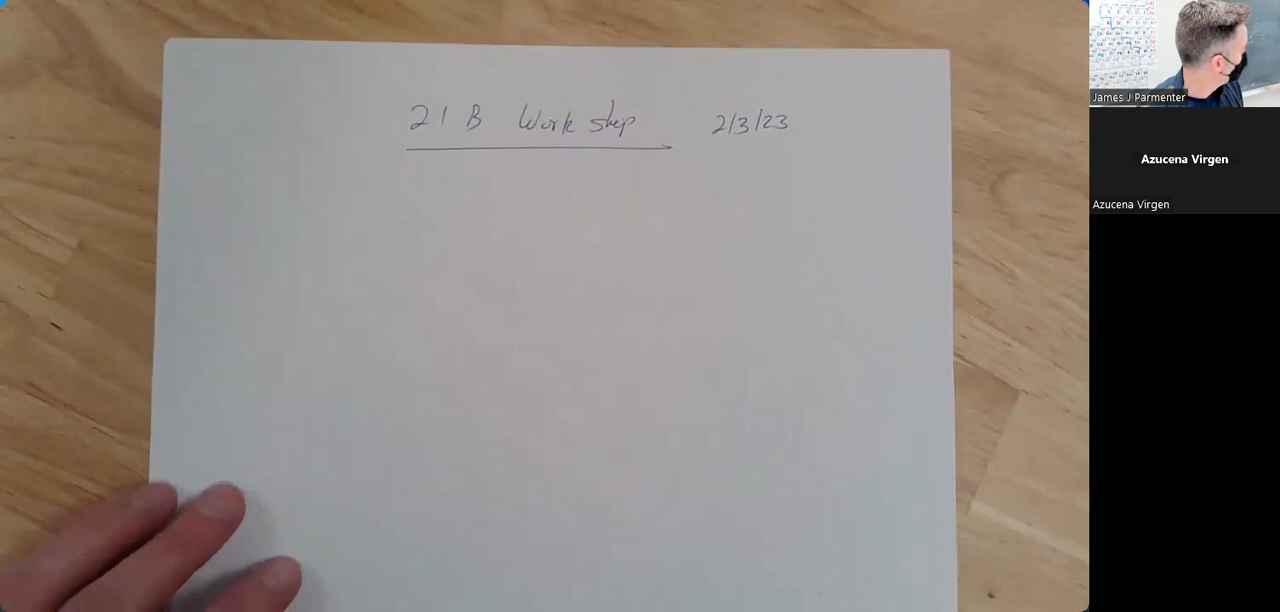 21B Workshop 2/3/23
James J Parmenter
Azucena Virgen
Azucena Virgen